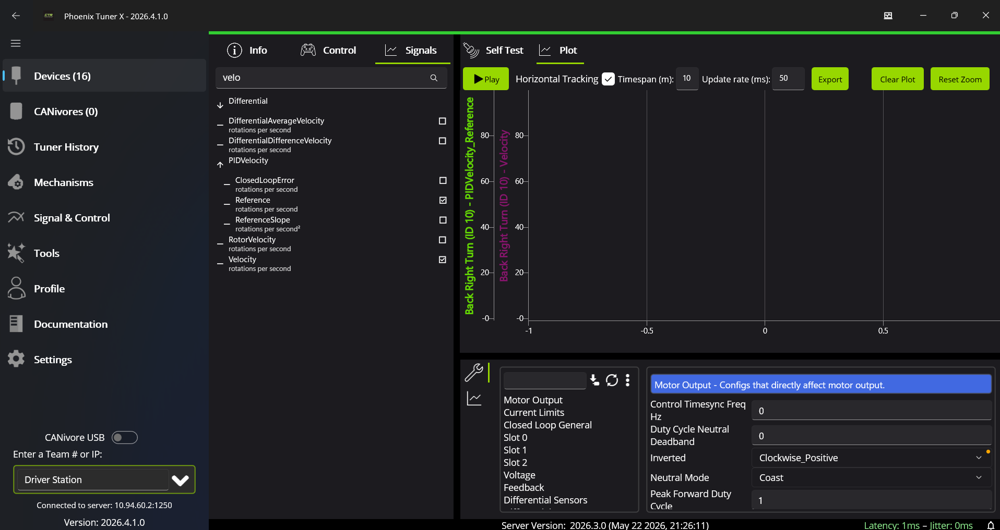 CTR
Phoenix Tuner X - 2026.4.1.0
Devices (16)
CANivores (0)
Tuner History
Mechanisms
Signal & Control
Tools
Profile
Documentation
Settings
CANivore USB
Enter a Team # or IP:
Driver Station
Connected to server: 10.94.60.2:1250
Version: 2026.4.1.0
Info
Control
Signals
velo
Differential
DifferentialAverageVelocity
rotations per second
DifferentialDifferenceVelocity
rotations per second
PIDVelocity
ClosedLoopError
rotations per second
Reference
rotations per second
ReferenceSlope
rotations per second²
RotorVelocity
rotations per second
Velocity
rotations per second
Self Test
Plot
Play
Horizontal Tracking
Timespan (m):
10
Update rate (ms):
50
Export
Clear Plot
Reset Zoom
Back Right Turn (ID 10) - PIDVelocity_Reference
80
60
40
20
-0
Back Right Turn (ID 10) - Velocity
80
60
40
20
-0
-1
-0.5
0
0.5
Motor Output
Current Limits
Closed Loop General
Slot 0
Slot 1
Slot 2
Voltage
Feedback
Differential Sensors
Motor Output - Configs that directly affect motor output.
Control Timesync Freq
Hz
0
Duty Cycle Neutral
Deadband
0
Inverted
Clockwise_Positive
Neutral Mode
Coast
Peak Forward Duty
Cycle
1
Server Version: 2026.3.0 (May 22 2026, 21:26:11)
Latency: 1ms – Jitter: 0ms